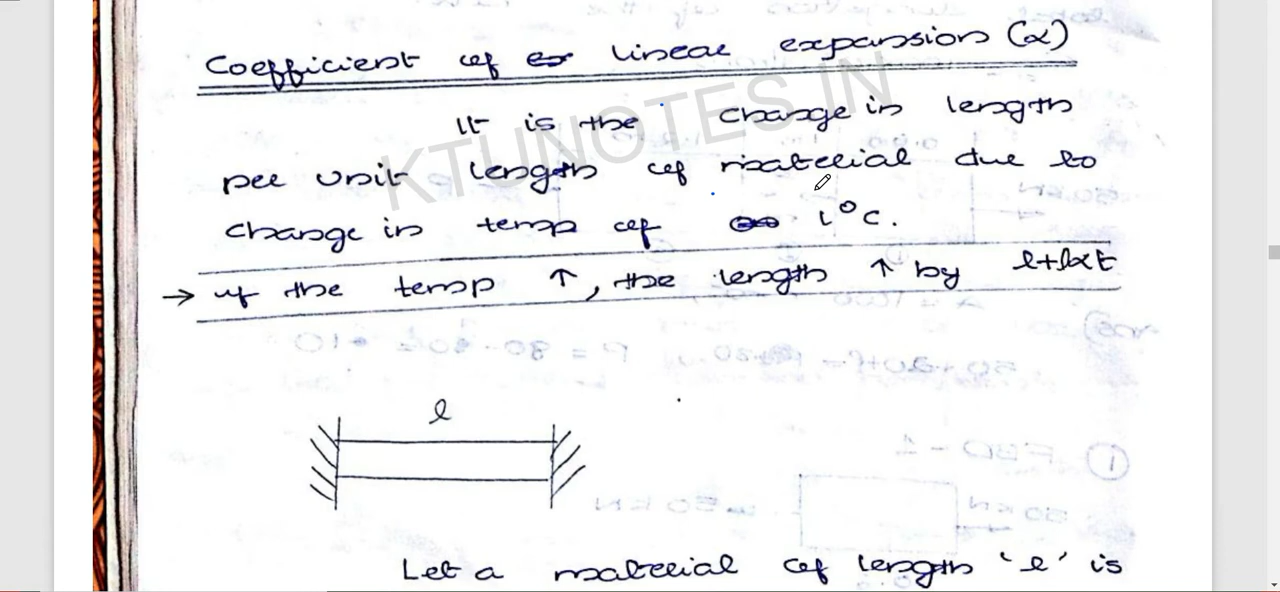 Coefficient of linear expansion (α)
It is the change in length
per unit length of material due to
change in temp of 1°C.
→ if the temp ↑, the length ↑ by l+lαt
l
Let a material of length 'l' is
KTUNOTES.IN